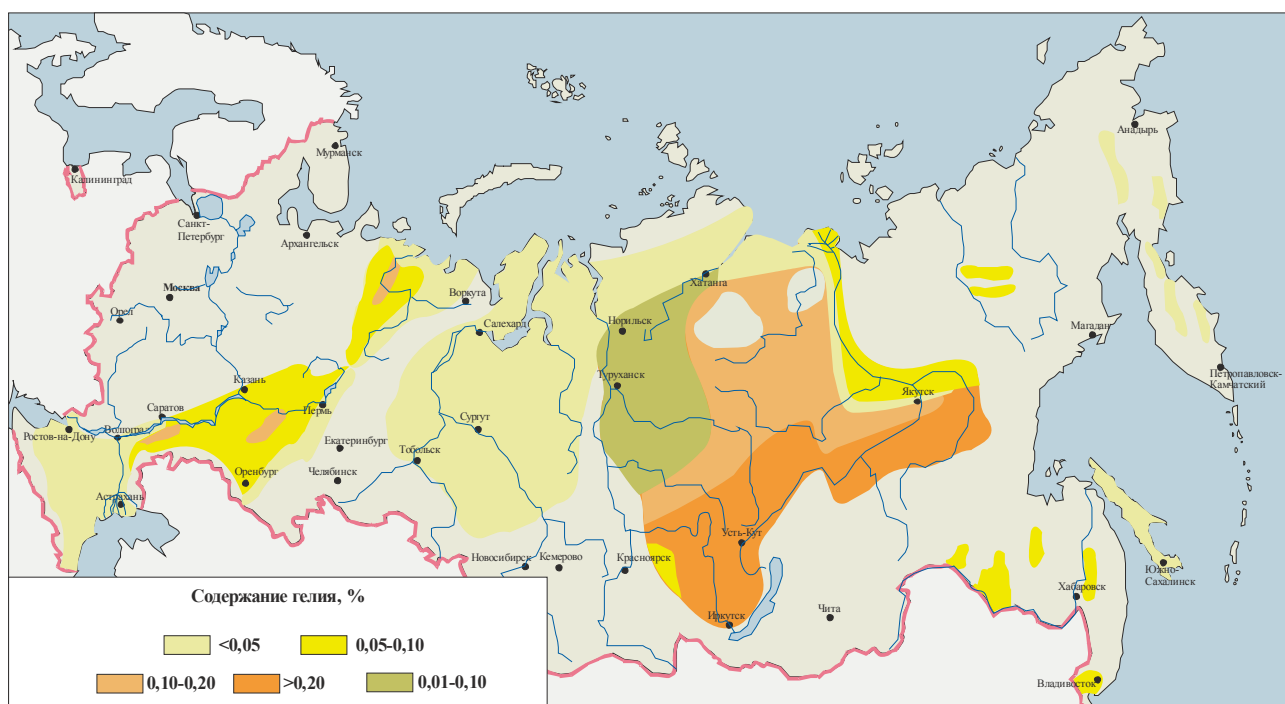 Анадырь
Мурманск
Калининград
Санкт-
Петербург
Архангельск
Москва
Воркута
Хатанга
Орел
Салехард
Норильск
Магадан
Казань
Туруханск
Петропавловск-
Камчатский
Саратов
Пермь
Якутск
Ростов-на-Дону
Волгоград
Сургут
Екатеринбург
Тобольск
Оренбург
Челябинск
Астрахань
Усть-Кут
Новосибирск
Кемерово
Красноярск
Южно-
Сахалинск
Хабаровск
Иркутск
Чита
Владивосток
Содержание гелия, %
<0,05
0,05-0,10
0,10-0,20
>0,20
0,01-0,10